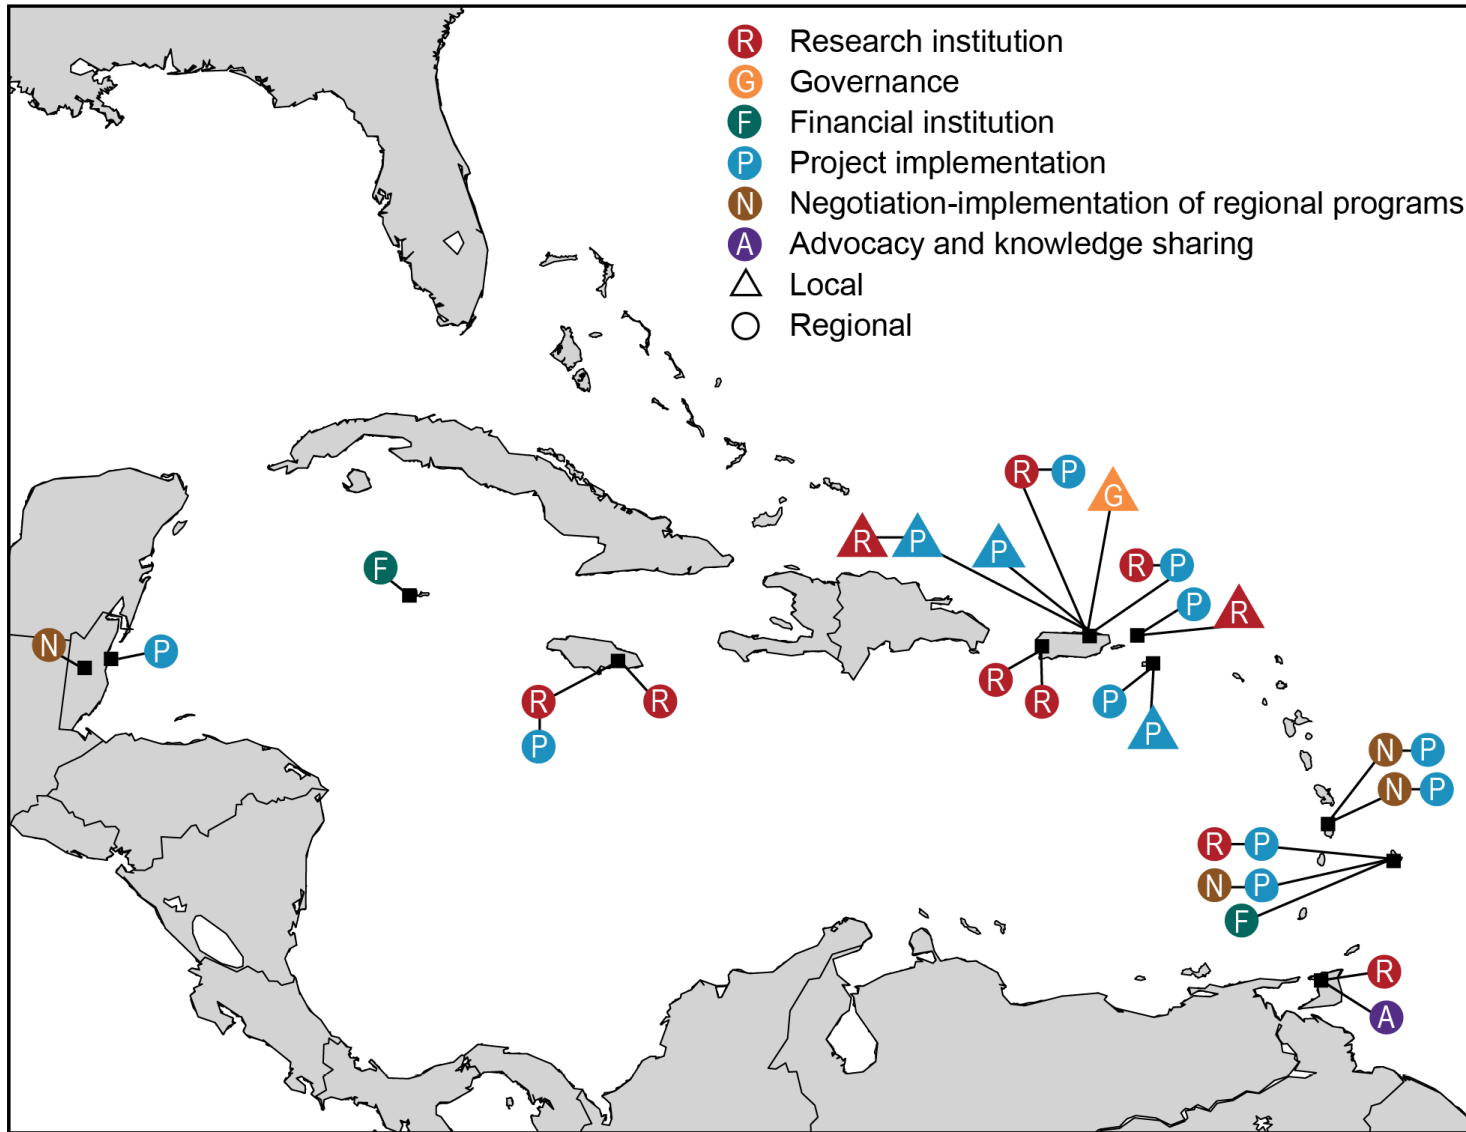 R Research institution
G Governance
F Financial institution
P Project implementation
N Negotiation-implementation of regional programs
A Advocacy and knowledge sharing
Local
Regional
R P
G
R P P
F
R P
P R
N P
R R
R R
P P
P
N P
N P
R P
N P
F
R
A